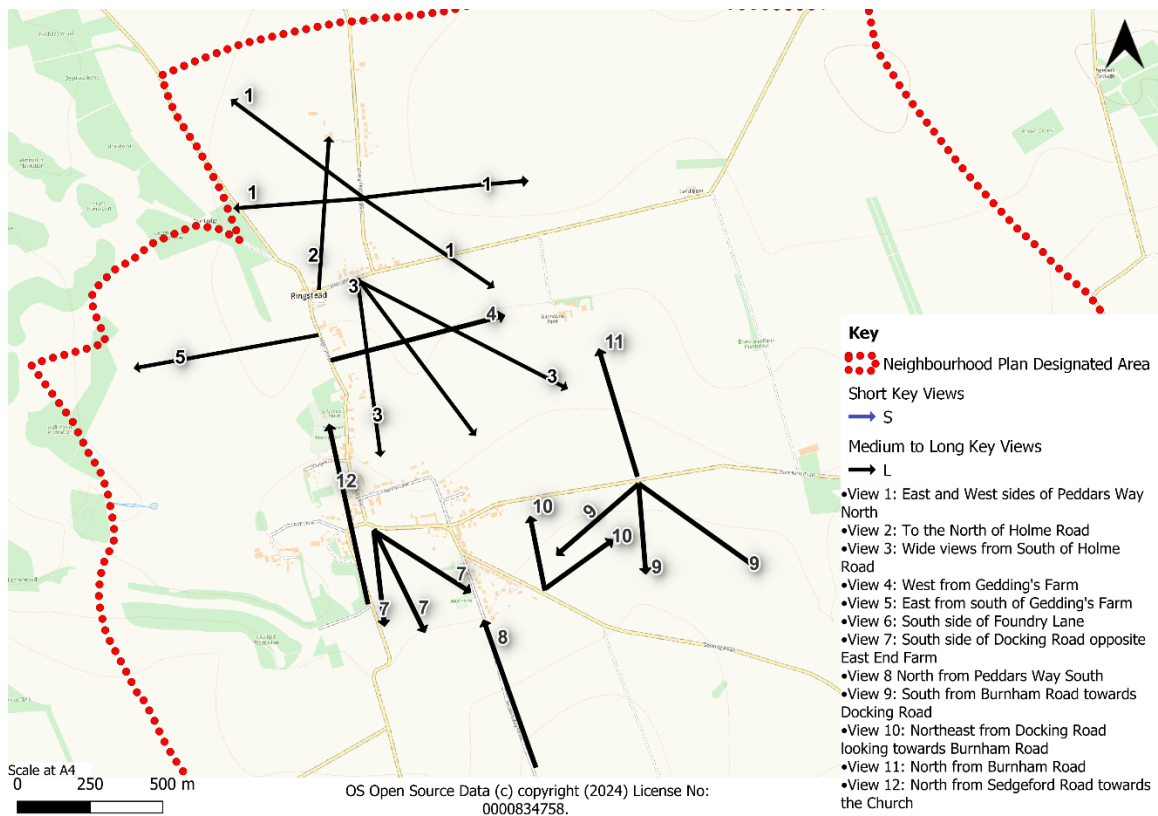 1
1
1
2
1
3
Ringstead
4
11
5
3
3
12
10
9
10
9
9
7
7
7
8
Key
Neighbourhood Plan Designated Area
Short Key Views
S
Medium to Long Key Views
L
•View 1: East and West sides of Peddars Way
North
•View 2: To the North of Holme Road
•View 3: Wide views from South of Holme
Road
•View 4: West from Gedding's Farm
•View 5: East from south of Gedding's Farm
•View 6: South side of Foundry Lane
•View 7: South side of Docking Road opposite
East End Farm
•View 8 North from Peddars Way South
•View 9: South from Burnham Road towards
Docking Road
•View 10: Northeast from Docking Road
looking towards Burnham Road
•View 11: North from Burnham Road
•View 12: North from Sedgeford Road towards
the Church
Scale at A4
0 250 500 m
OS Open Source Data (c) copyright (2024) License No:
0000834758.